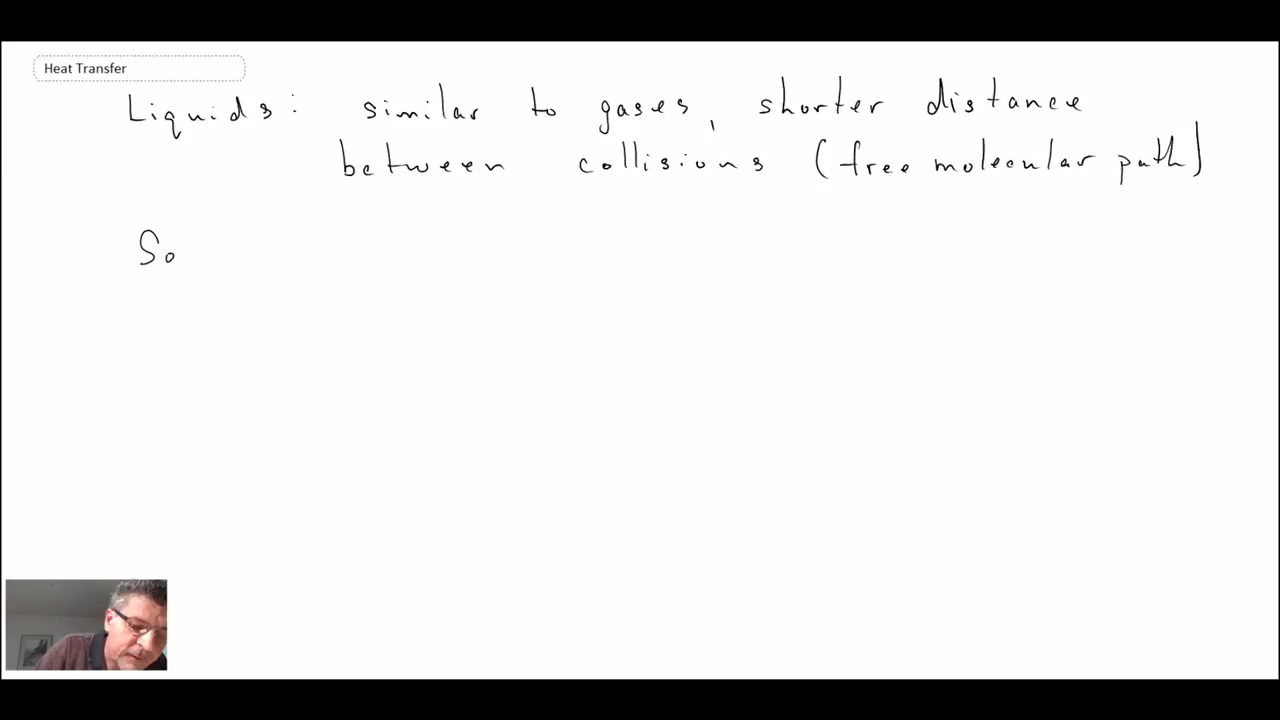 Heat Transfer
Liquids: similar to gases, shorter distance
between collisions (free molecular path)
So